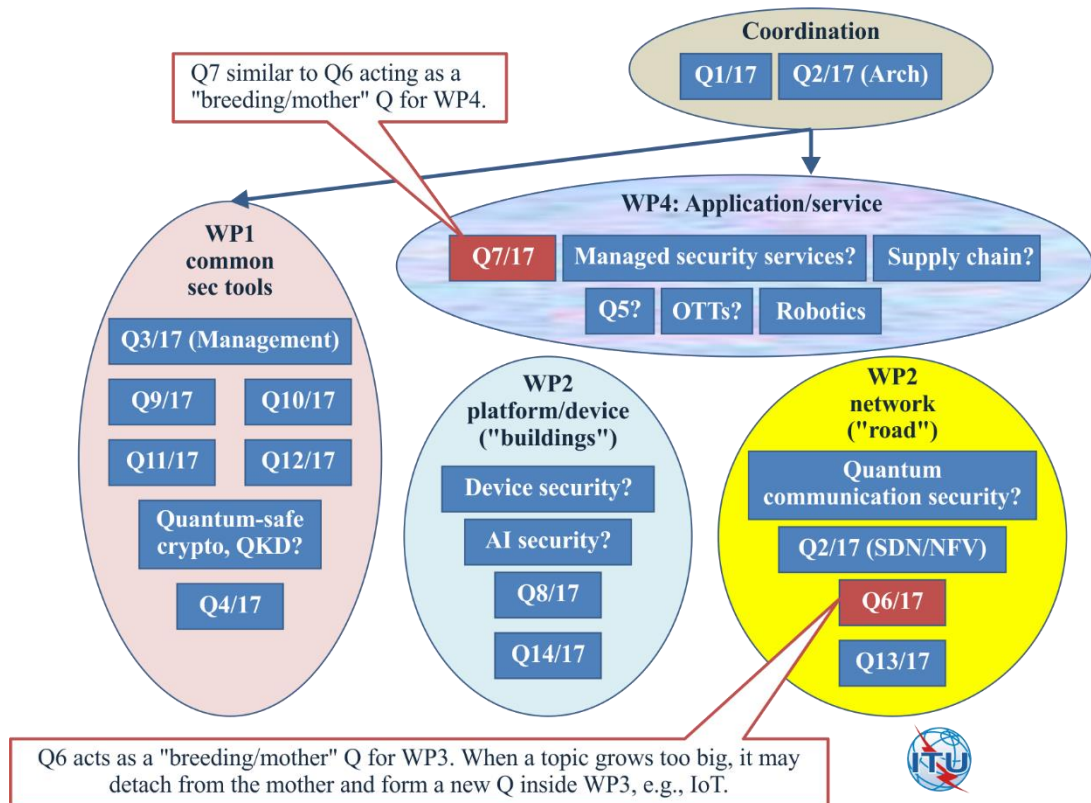 Coordination
Q1/17
Q2/17 (Arch)
Q7 similar to Q6 acting as a
"breeding/mother" Q for WP4.
WP4: Application/service
Q7/17
Managed security services?
Supply chain?
Q5?
OTTs?
Robotics
WP1
common
sec tools
Q3/17 (Management)
Q9/17
Q10/17
Q11/17
Q12/17
Quantum-safe
crypto, QKD?
Q4/17
WP2
platform/device
("buildings")
Device security?
AI security?
Q8/17
Q14/17
WP2
network
("road")
Quantum
communication security?
Q2/17 (SDN/NFV)
Q6/17
Q13/17
Q6 acts as a "breeding/mother" Q for WP3. When a topic grows too big, it may
detach from the mother and form a new Q inside WP3, e.g., IoT.
ITU